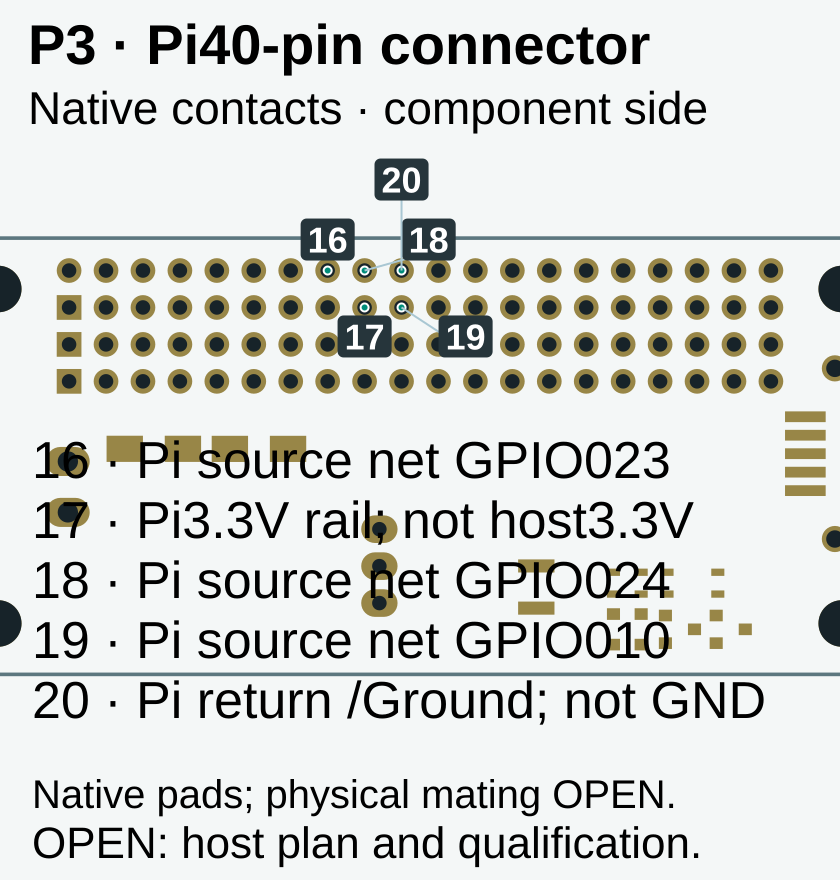 P3 · Pi40-pin connector
Native contacts · component side
20
16
18
17
19
16 · Pi source net GPIO023
17 · Pi3.3V rail; not host3.3V
18 · Pi source net GPIO024
19 · Pi source net GPIO010
20 · Pi return /Ground; not GND
Native pads; physical mating OPEN.
OPEN: host plan and qualification.